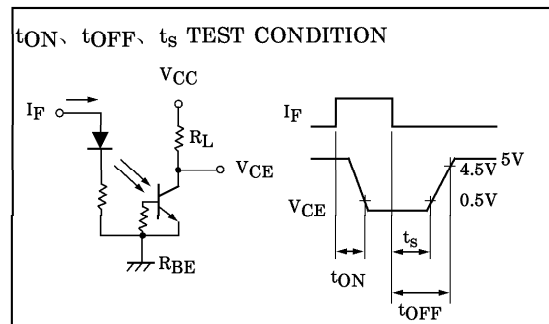 tON、tOFF、ts TEST CONDITION
VCC
IF
RL
VCE
RBE
IF
5V
4.5V
0.5V
VCE
ts
tON
tOFF